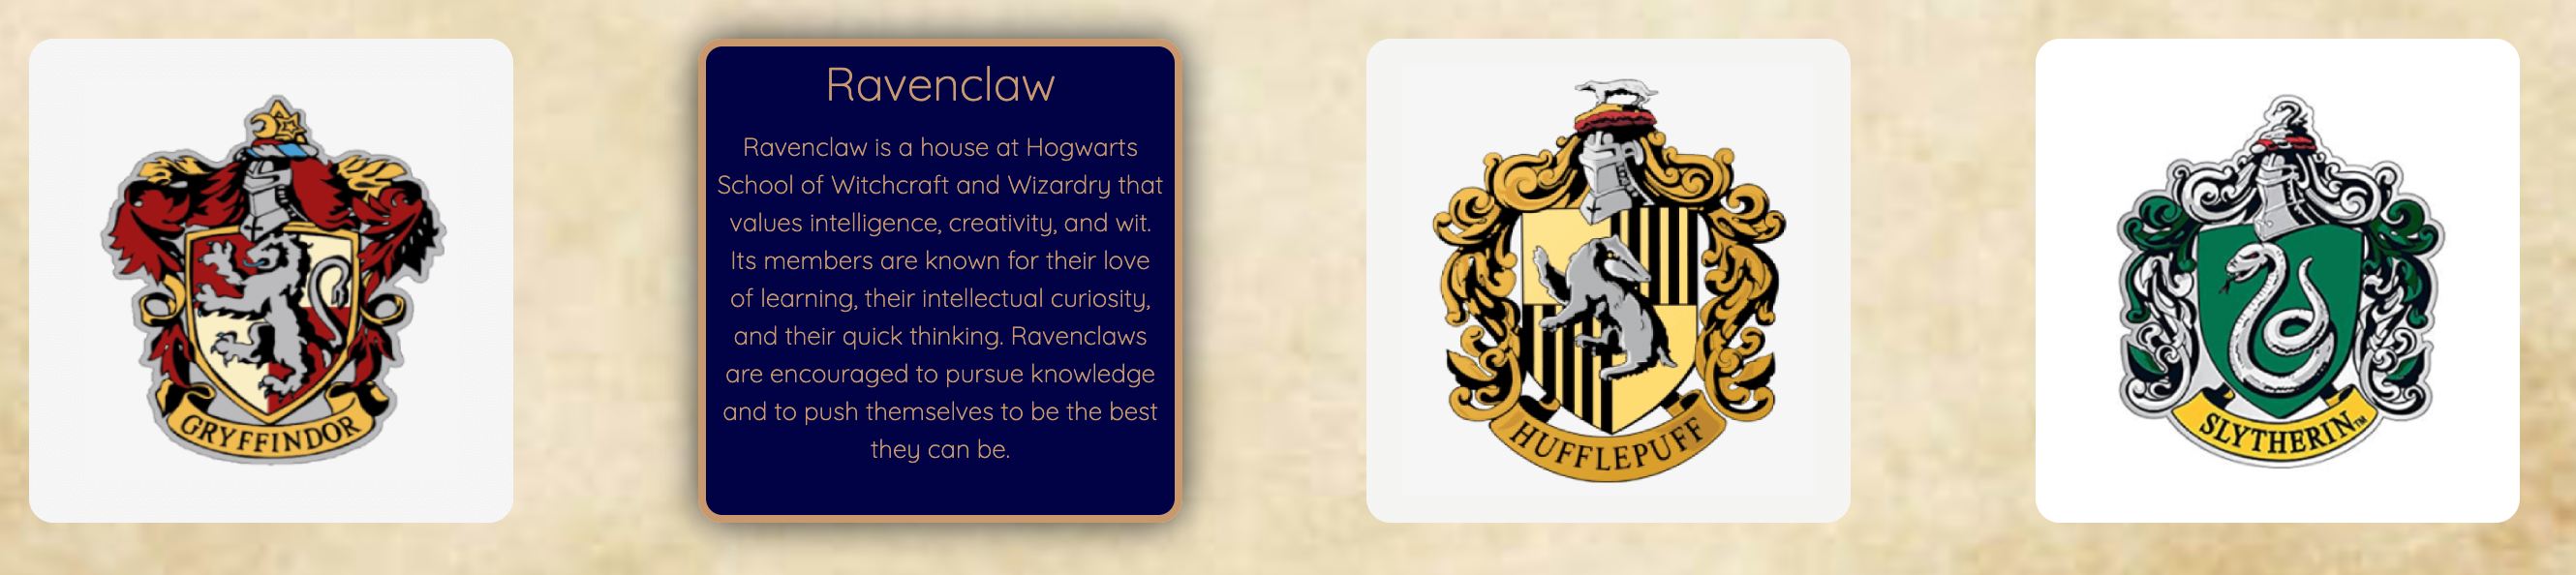 GRYFFINDOR
Ravenclaw
Ravenclaw is a house at Hogwarts
School of Witchcraft and Wizardry that
values intelligence, creativity, and wit.
Its members are known for their love
of learning, their intellectual curiosity,
and their quick thinking. Ravenclaws
are encouraged to pursue knowledge
and to push themselves to be the best
they can be.
HUFFLEPUFF
SLYTHERIN™